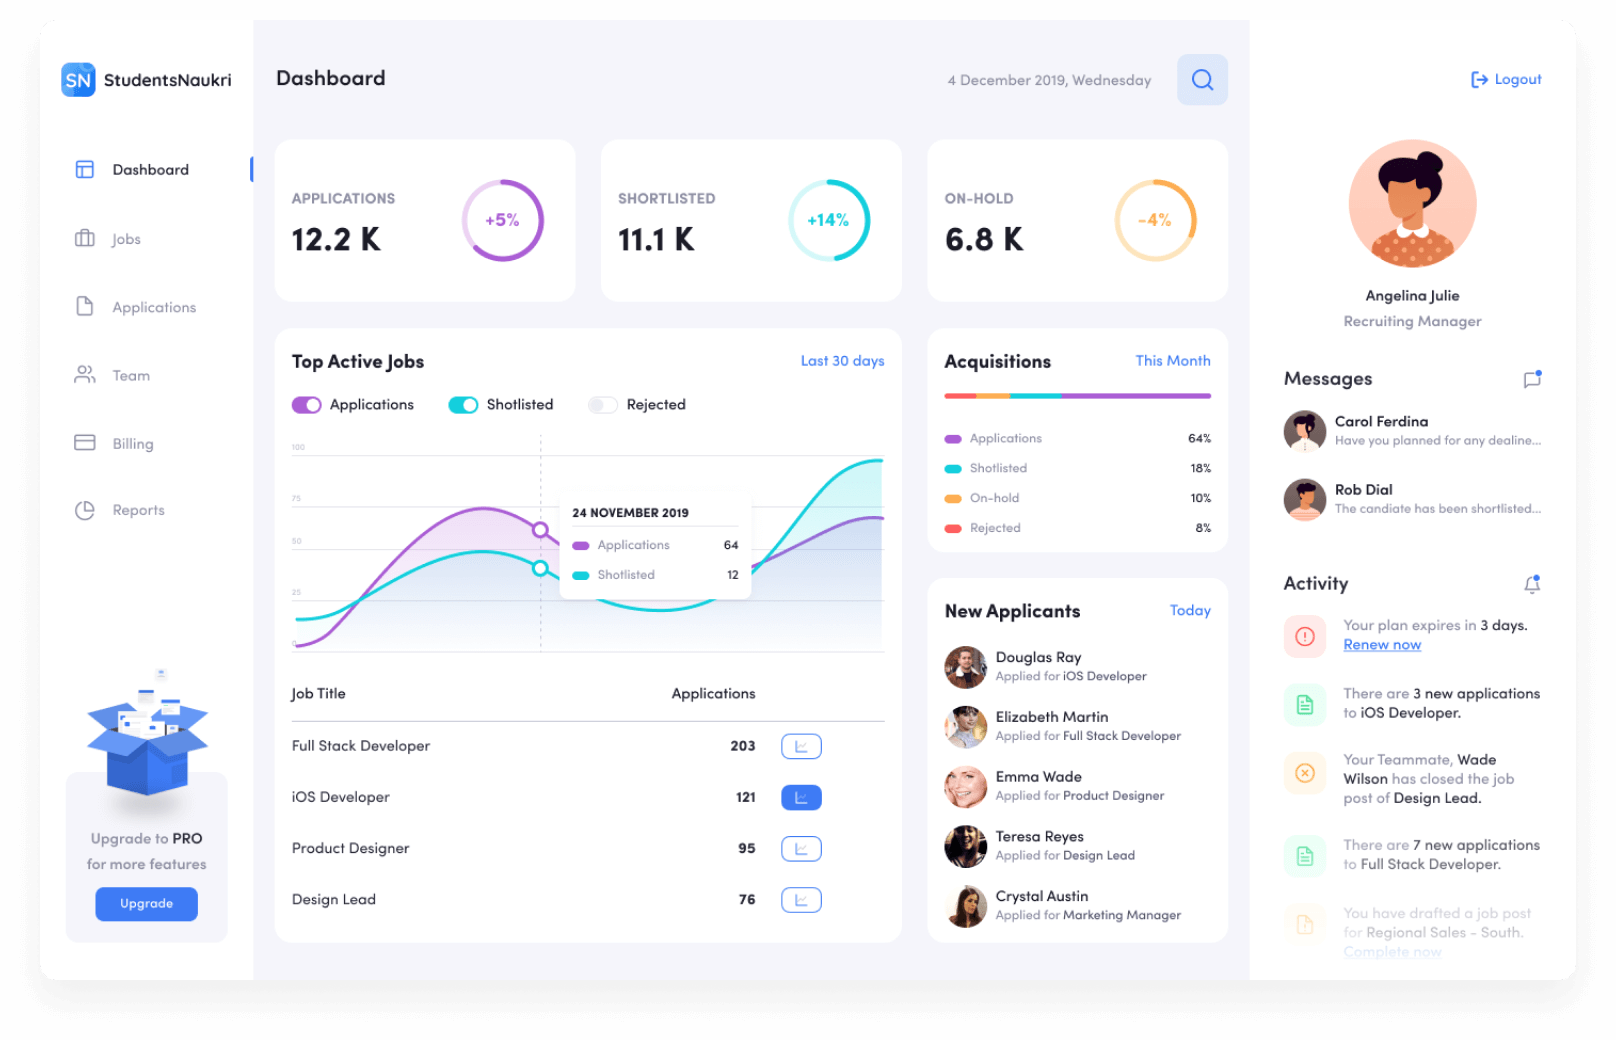 SN StudentsNaukri
Dashboard
Jobs
Applications
Team
Billing
Reports
Upgrade to PRO
for more features
Upgrade
Dashboard
4 December 2019, Wednesday
APPLICATIONS
12.2 K
+5%
SHORTLISTED
11.1 K
+14%
ON-HOLD
6.8 K
-4%
Top Active Jobs
Last 30 days
Applications
Shotlisted
Rejected
100
75
50
25
0
24 NOVEMBER 2019
Applications 64
Shotlisted 12
Job Title Applications
Full Stack Developer 203
iOS Developer 121
Product Designer 95
Design Lead 76
Acquisitions
This Month
Applications 64%
Shotlisted 18%
On-hold 10%
Rejected 8%
New Applicants
Today
Douglas Ray
Applied for iOS Developer
Elizabeth Martin
Applied for Full Stack Developer
Emma Wade
Applied for Product Designer
Teresa Reyes
Applied for Design Lead
Crystal Austin
Applied for Marketing Manager
Logout
Angelina Julie
Recruiting Manager
Messages
Carol Ferdina
Have you planned for any dealine...
Rob Dial
The candiate has been shortlisted...
Activity
Your plan expires in 3 days.
Renew now
There are 3 new applications
to iOS Developer.
Your Teammate, Wade
Wilson has closed the job
post of Design Lead.
There are 7 new applications
to Full Stack Developer.
You have drafted a job post
for Regional Sales - South.
Complete now